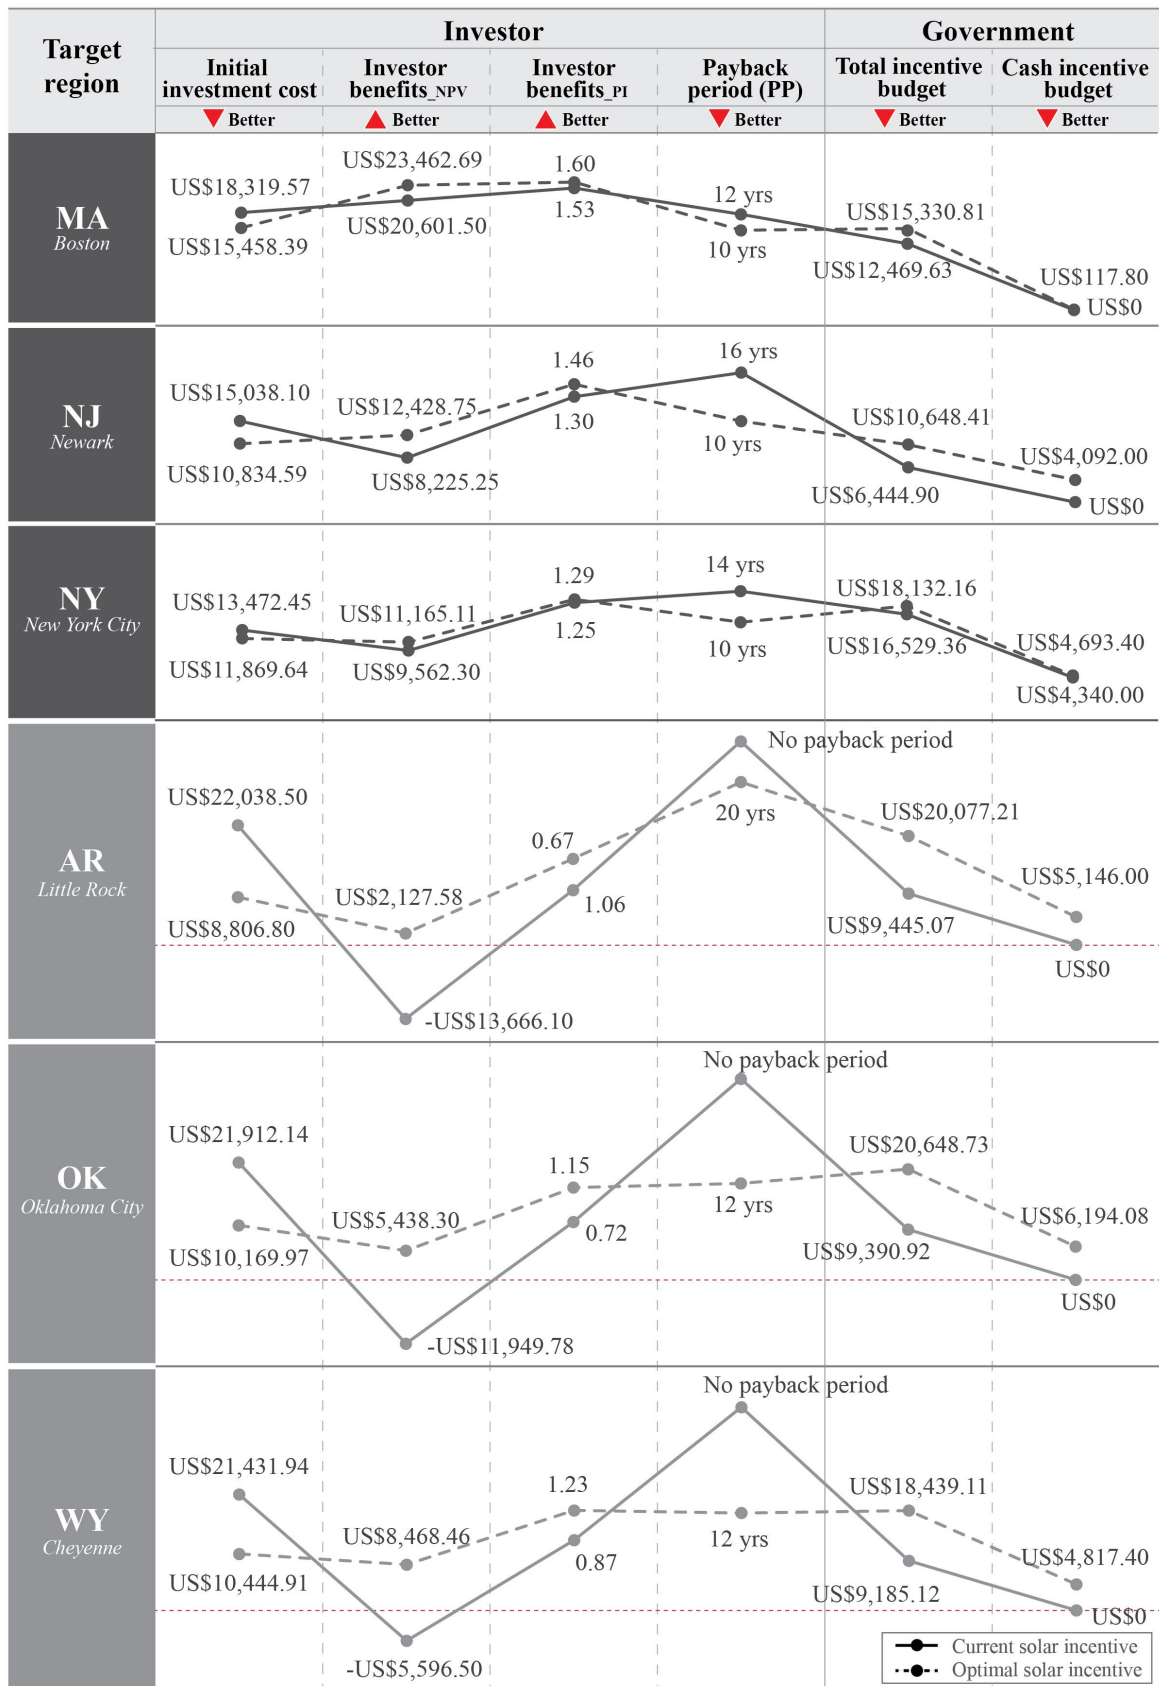 Target
region
Investor
Government
Initial
investment cost
Investor
benefits_NPV
Investor
benefits_PI
Payback
period (PP)
Total incentive
budget
Cash incentive
budget
Better
Better
Better
Better
Better
Better
MA
Boston
US$18,319.57
US$15,458.39
US$23,462.69
US$20,601.50
1.60
1.53
12 yrs
10 yrs
US$15,330.81
US$12,469.63
US$117.80
US$0
NJ
Newark
US$15,038.10
US$10,834.59
US$12,428.75
US$8,225.25
1.46
1.30
16 yrs
10 yrs
US$10,648.41
US$6,444.90
US$4,092.00
US$0
NY
New York City
US$13,472.45
US$11,869.64
US$11,165.11
US$9,562.30
1.29
1.25
14 yrs
10 yrs
US$18,132.16
US$16,529.36
US$4,693.40
US$4,340.00
AR
Little Rock
US$22,038.50
US$8,806.80
US$2,127.58
-US$13,666.10
0.67
1.06
No payback period
20 yrs
US$20,077.21
US$9,445.07
US$5,146.00
US$0
OK
Oklahoma City
US$21,912.14
US$10,169.97
US$5,438.30
-US$11,949.78
1.15
0.72
No payback period
12 yrs
US$20,648.73
US$9,390.92
US$6,194.08
US$0
WY
Cheyenne
US$21,431.94
US$10,444.91
US$8,468.46
-US$5,596.50
1.23
0.87
No payback period
12 yrs
US$18,439.11
US$9,185.12
US$4,817.40
US$0
Current solar incentive
Optimal solar incentive